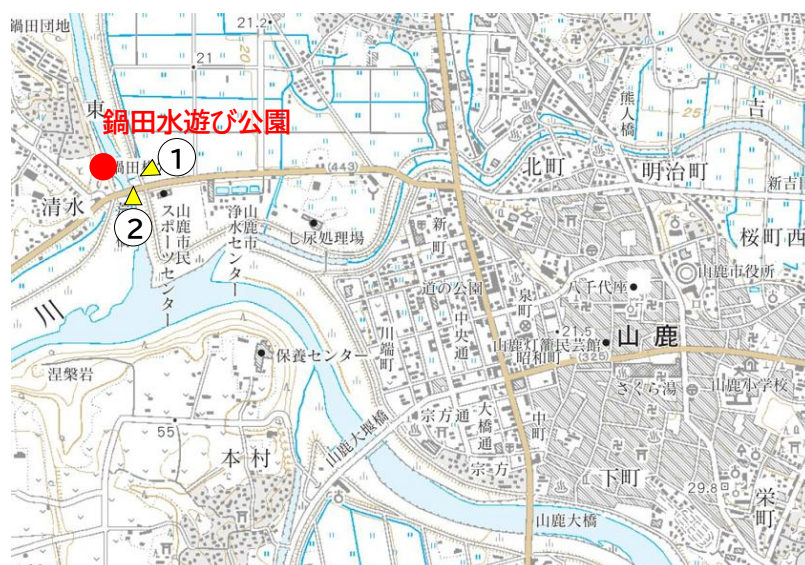 鍋田団地
21.2
21
20
東
鍋田水遊び公園
①
②
(443)
清水
山鹿市民
スポーツセンター
山鹿市
浄水センター
し尿処理場
川
北町
熊入橋
明治町
25
吉
新吉
桜町西
山鹿市役所
新町
道の公園
泉町
八千代座
21.5
山鹿
山鹿灯籠民芸館
昭和町
(325)
さくら湯
山鹿小学校
中央通
川端町
保養センター
涅槃岩
55
本村
山鹿大堰橋
宗方通
大橋通
宗方
中町
下町
29.8
栄町
山鹿大橋